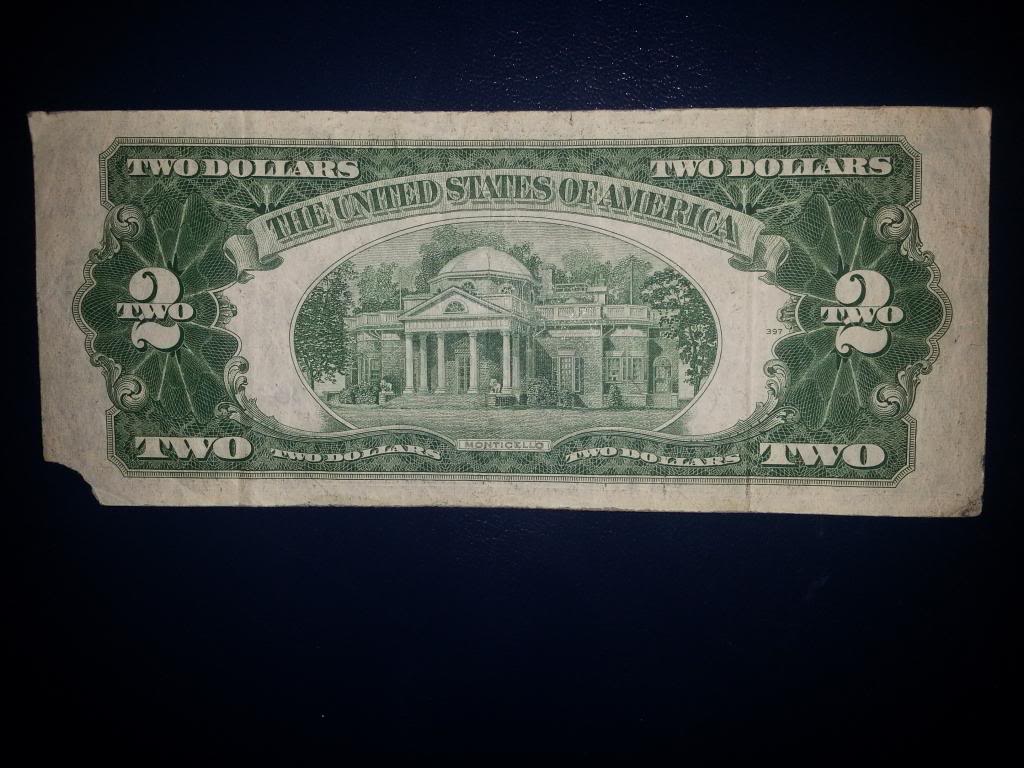 TWO DOLLARS TWO DOLLARS
THE UNITED STATES OF AMERICA
2 2
TWO TWO
397
MONTICELLO
TWO TWO DOLLARS TWO DOLLARS TWO